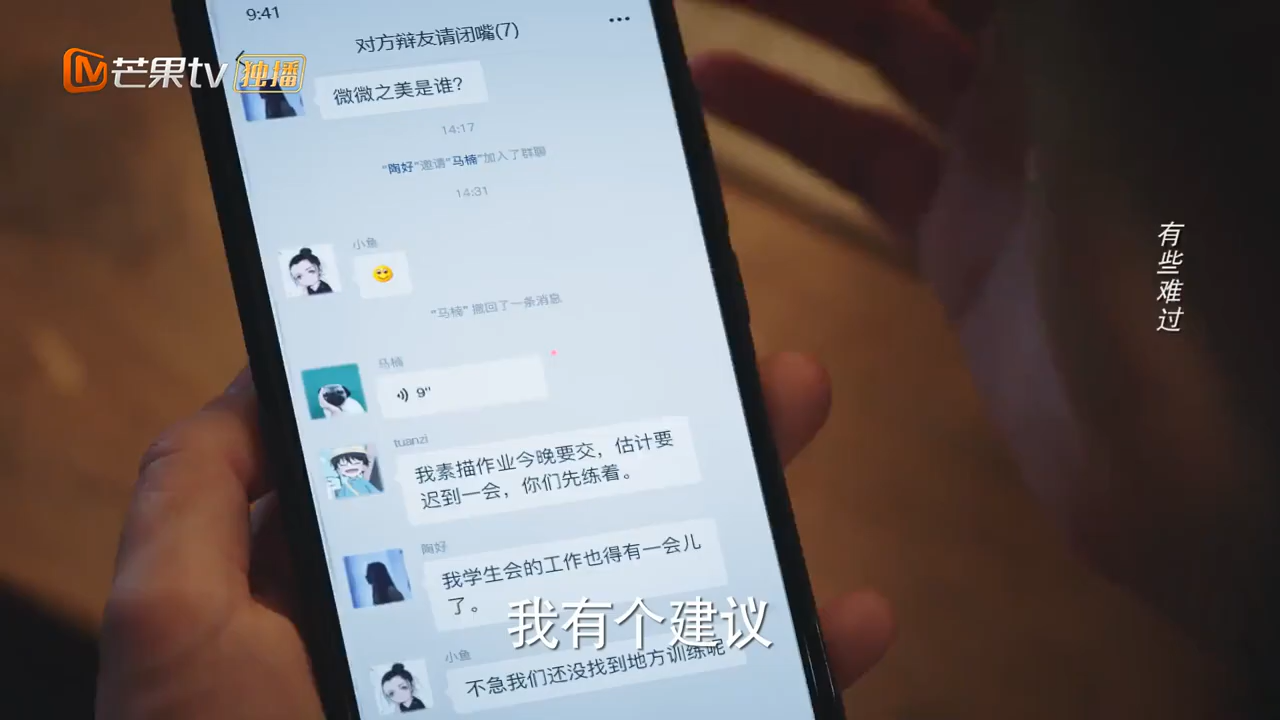 9:41
芒果tv 独播
对方辩友请闭嘴(7)
微微之美是谁?
14:17
“陶好”邀请“马楠”加入了群聊
14:31
小鱼
“马楠”撤回了一条消息
马楠
9"
tuanzi
我素描作业今晚要交，估计要
迟到一会，你们先练着。
陶好
我学生会的工作也得有一会儿
了。
小鱼
不急我们还没找到地方训练呢
我有个建议
有些难过